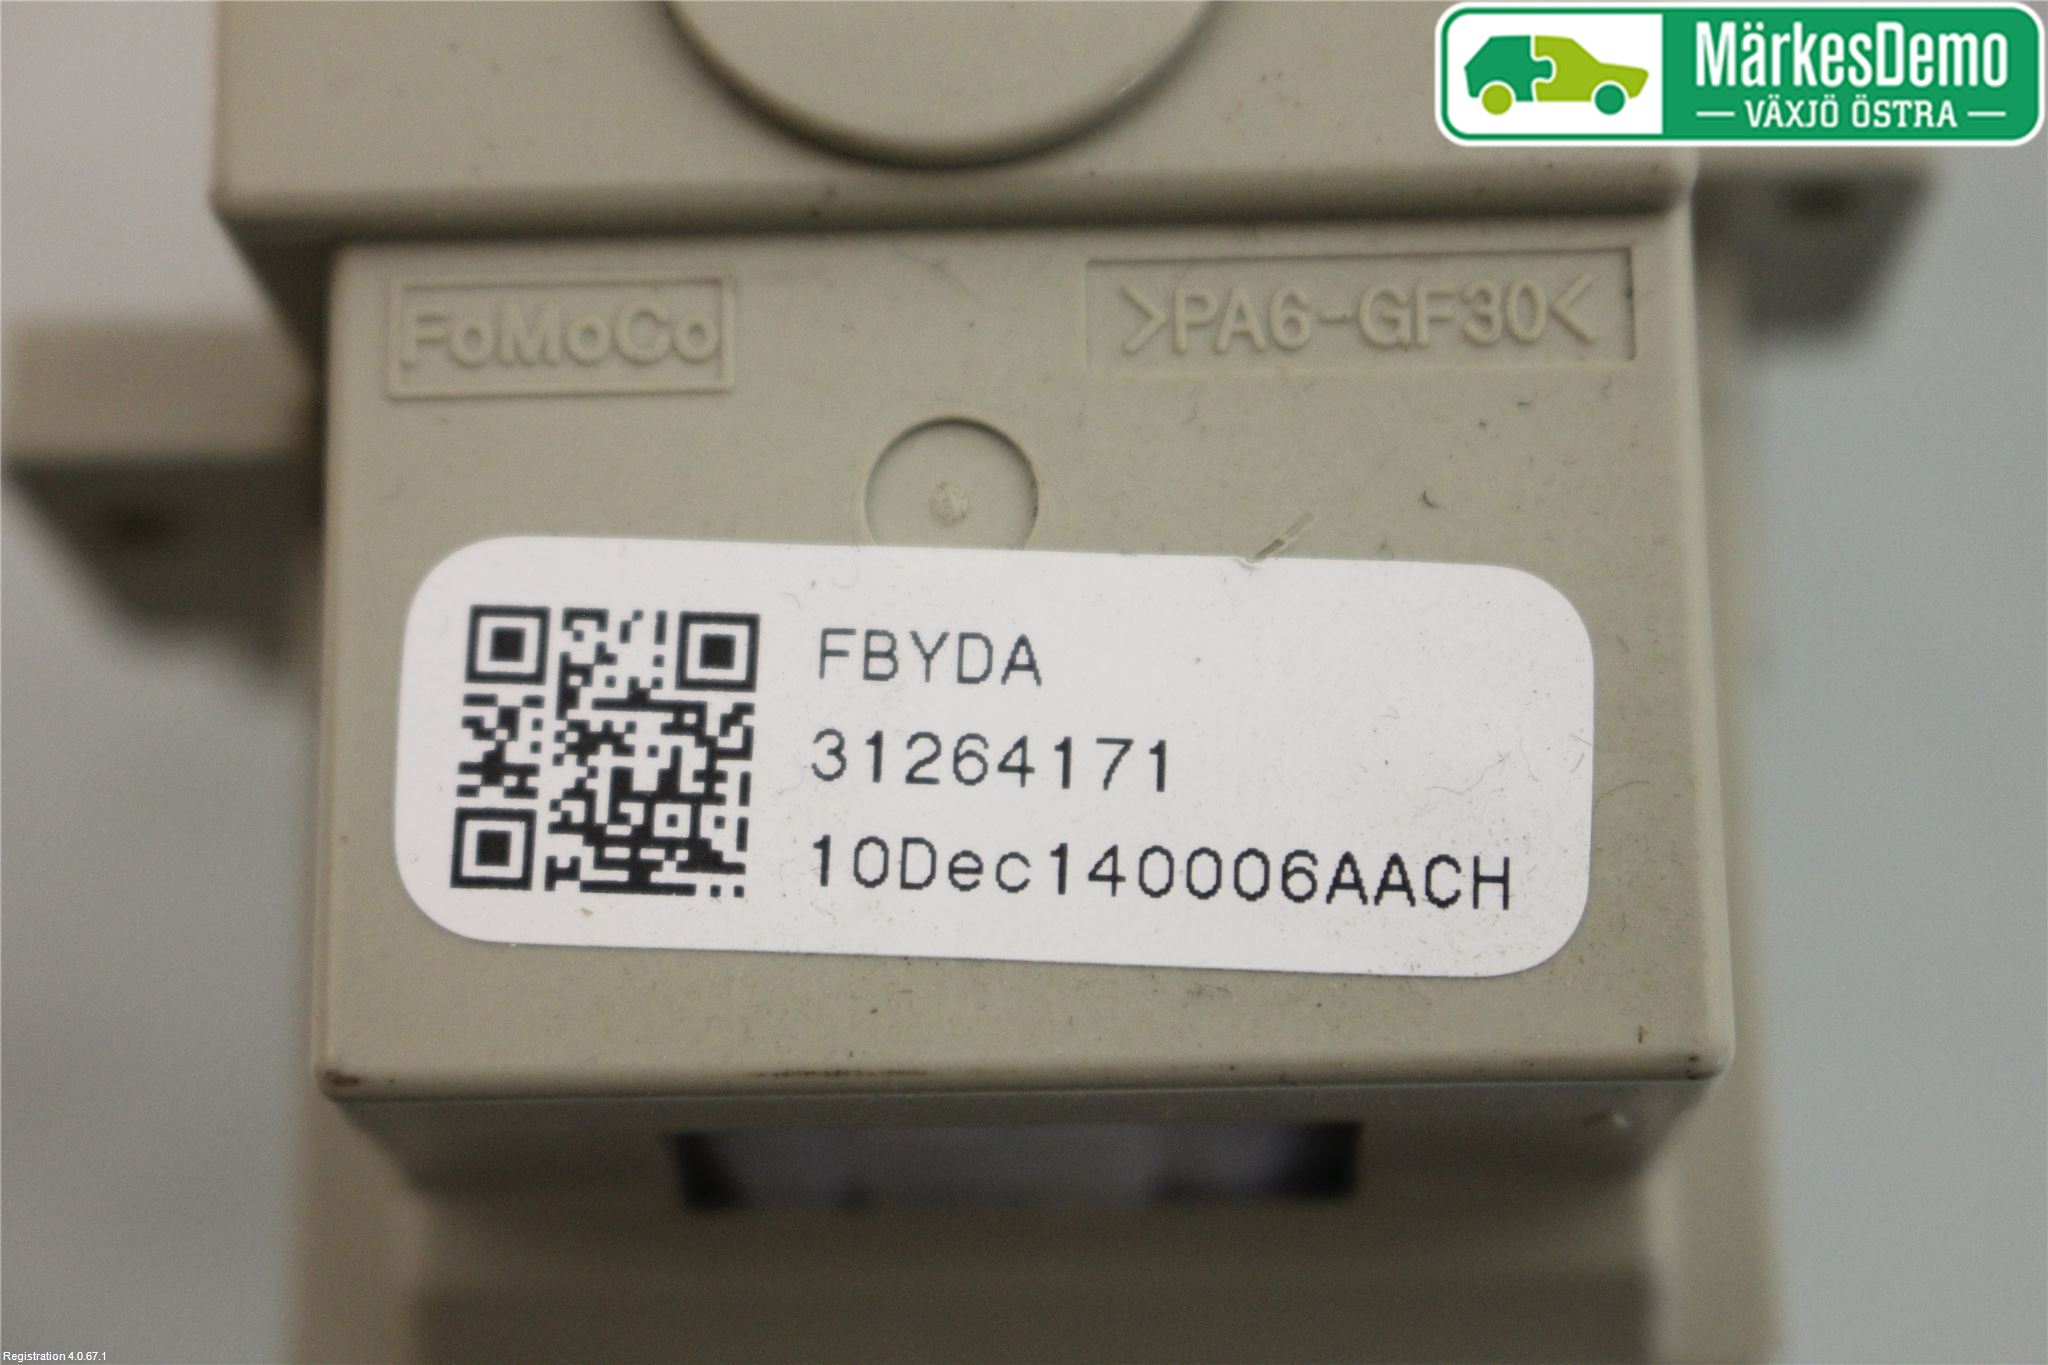 MärkesDemo
— VÄXJÖ ÖSTRA —
FoMoCo
>PA6-GF30<
FBYDA
31264171
10Dec140006AACH
Registration 4.0.67.1